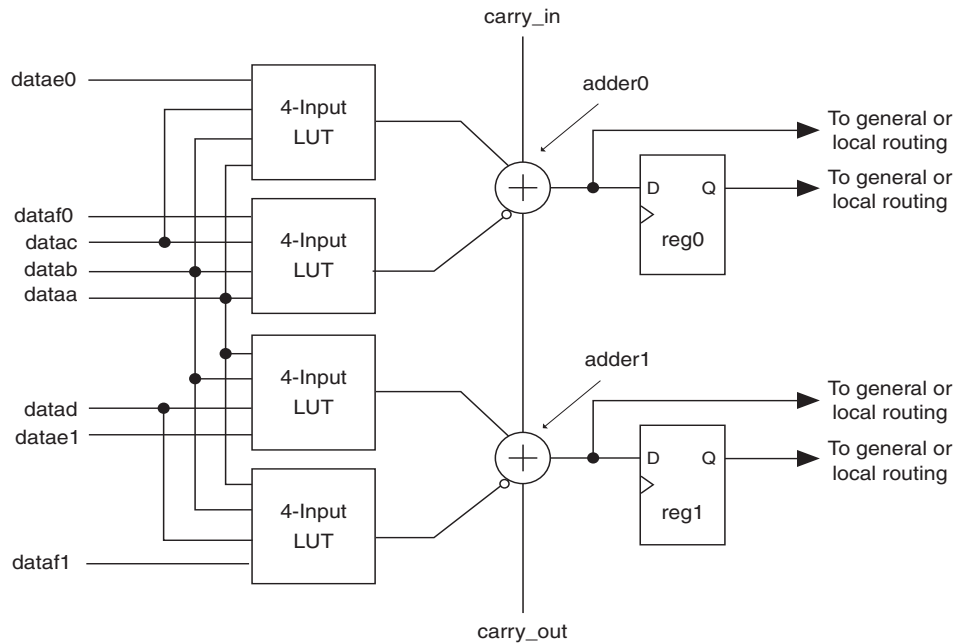 carry_in
datae0
4-Input
LUT
adder0
To general or
local routing
dataf0
datac
datab
dataa
4-Input
LUT
D Q
reg0
To general or
local routing
4-Input
LUT
adder1
To general or
local routing
datad
datae1
4-Input
LUT
D Q
reg1
To general or
local routing
dataf1
carry_out